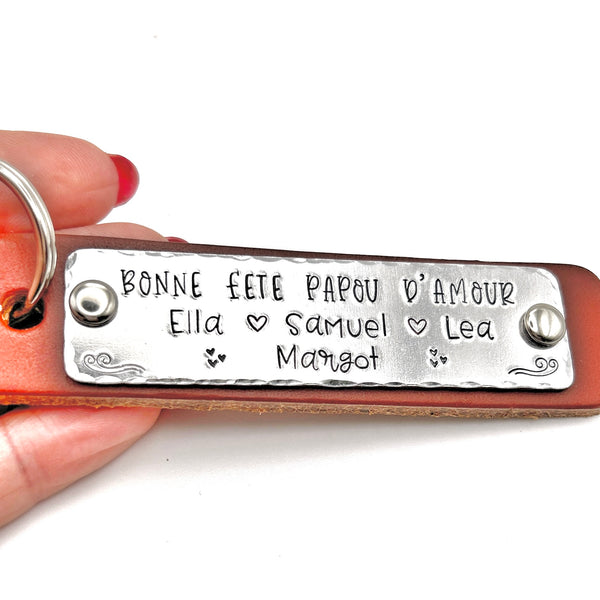 BONNE FETE PAPOU D'AMOUR
Ella ♡ Samuel ♡ Lea
Margot